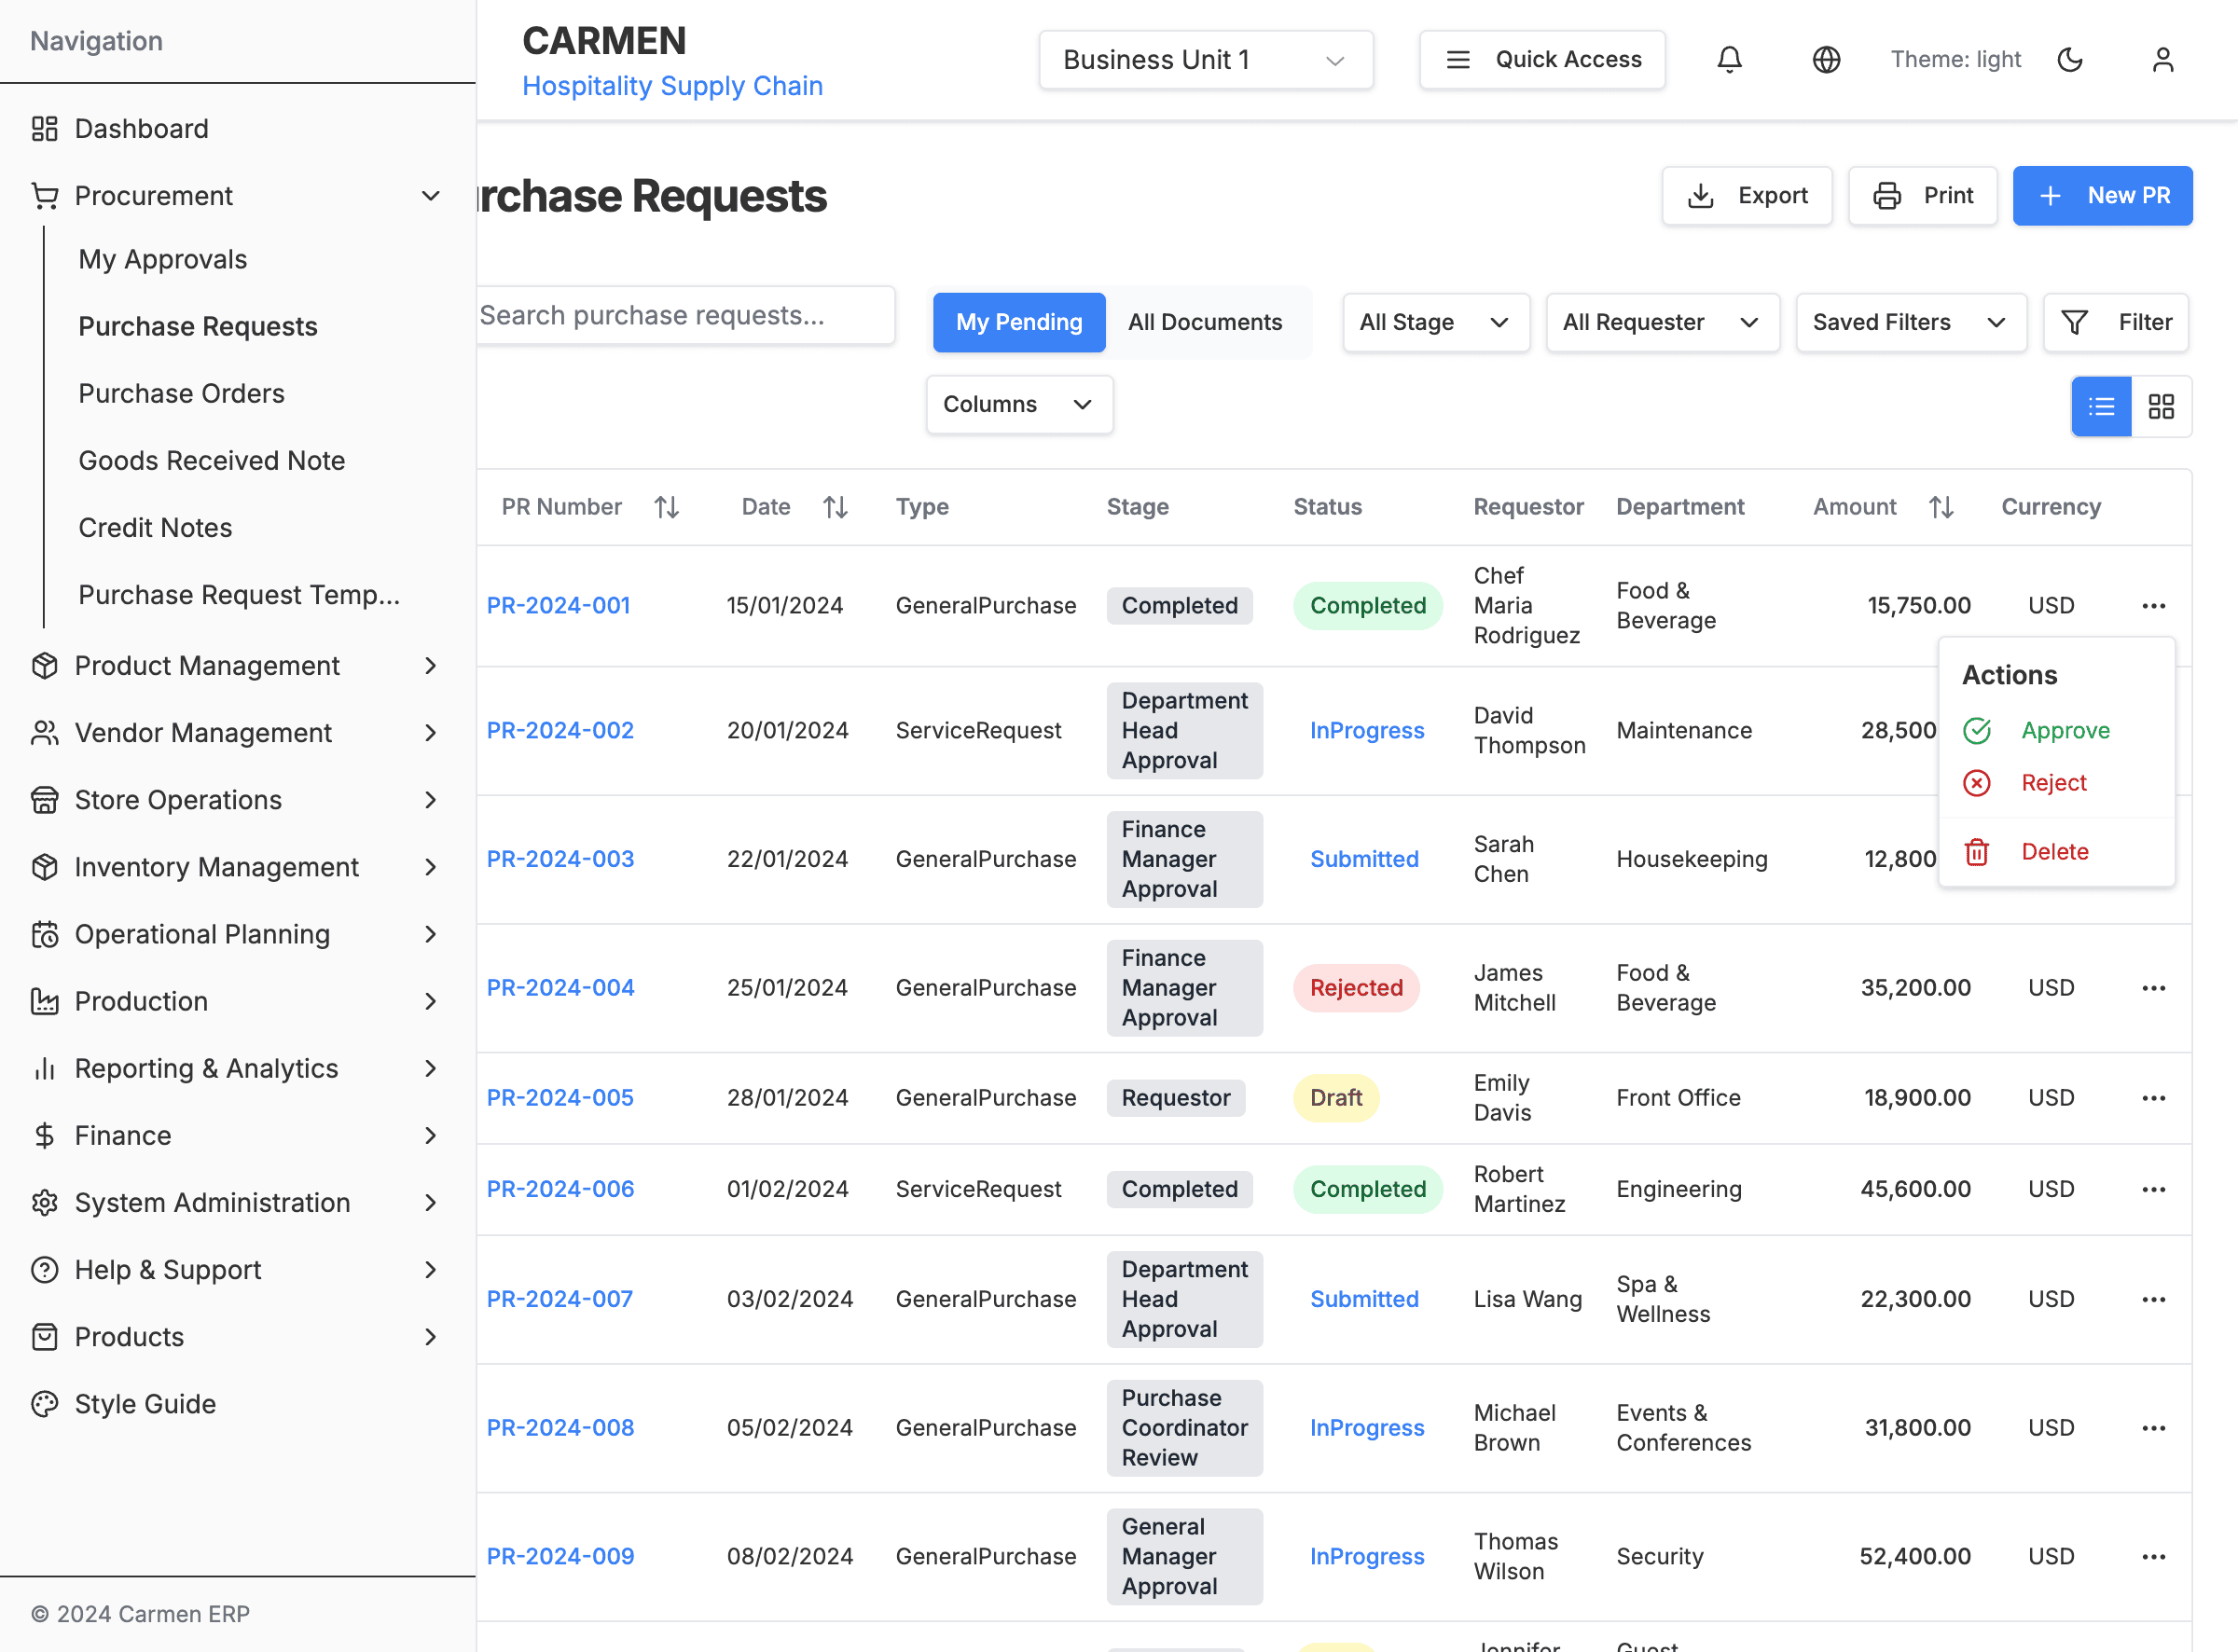 Navigation
Dashboard
Procurement
My Approvals
Purchase Requests
Purchase Orders
Goods Received Note
Credit Notes
Purchase Request Temp...
Product Management
Vendor Management
Store Operations
Inventory Management
Operational Planning
Production
Reporting & Analytics
Finance
System Administration
Help & Support
Products
Style Guide
© 2024 Carmen ERP
CARMEN
Hospitality Supply Chain
Business Unit 1
Quick Access
Theme: light
urchase Requests
Export
Print
New PR
Search purchase requests...
My Pending
All Documents
All Stage
All Requester
Saved Filters
Filter
Columns
PR Number Date Type Stage Status Requestor Department Amount Currency
PR-2024-001 15/01/2024 GeneralPurchase Completed Completed
Chef
Maria
Rodriguez
Food &
Beverage
15,750.00 USD
PR-2024-002 20/01/2024 ServiceRequest
Department
Head
Approval
InProgress
David
Thompson
Maintenance
28,500
PR-2024-003 22/01/2024 GeneralPurchase
Finance
Manager
Approval
Submitted
Sarah
Chen
Housekeeping
12,800
Actions
Approve
Reject
Delete
PR-2024-004 25/01/2024 GeneralPurchase
Finance
Manager
Approval
Rejected
James
Mitchell
Food &
Beverage
35,200.00 USD
PR-2024-005 28/01/2024 GeneralPurchase Requestor Draft
Emily
Davis
Front Office
18,900.00 USD
PR-2024-006 01/02/2024 ServiceRequest Completed Completed
Robert
Martinez
Engineering
45,600.00 USD
PR-2024-007 03/02/2024 GeneralPurchase
Department
Head
Approval
Submitted
Lisa Wang
Spa &
Wellness
22,300.00 USD
PR-2024-008 05/02/2024 GeneralPurchase
Purchase
Coordinator
Review
InProgress
Michael
Brown
Events &
Conferences
31,800.00 USD
PR-2024-009 08/02/2024 GeneralPurchase
General
Manager
Approval
InProgress
Thomas
Wilson
Security
52,400.00 USD
Jennifer
Guest